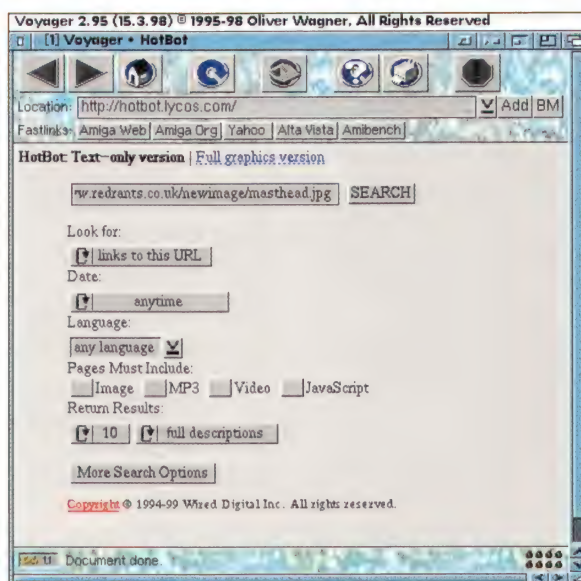 Voyager 2.95 (15.3.98) © 1995-98 Oliver Wagner, All Rights Reserved
[1] Voyager • HotBot
Location: http://hotbot.lycos.com/ Add BM
Fastlinks: Amiga Web Amiga Org Yahoo Alta Vista Amibench
HotBot: Text-only version | Full graphics version
w.redrants.co.uk/newimage/masthead.jpg SEARCH
Look for:
links to this URL
Date:
anytime
Language:
any language
Pages Must Include:
Image MP3 Video JavaScript
Return Results:
10 full descriptions
More Search Options
Copyright © 1994-99 Wired Digital Inc. All rights reserved.
Document done.